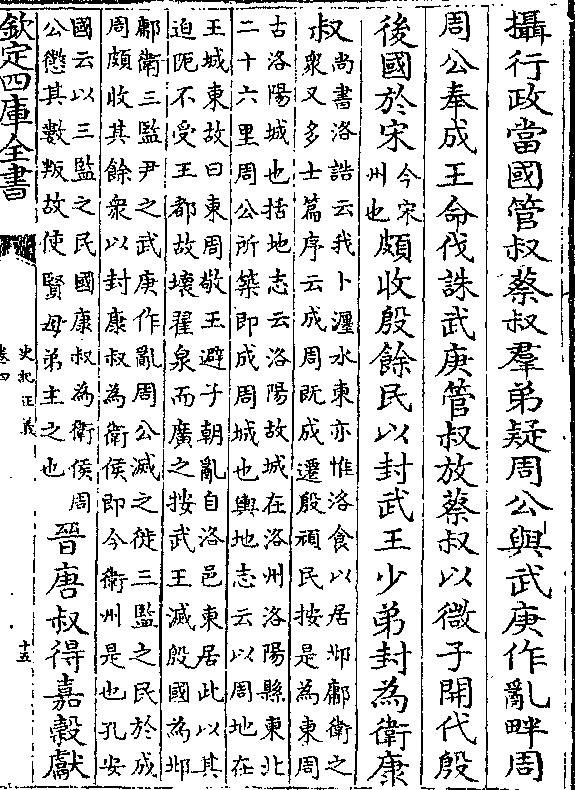 攝行政當國管叔蔡叔羣弟疑周公與武庚作亂畔周
周公奉成王命伐誅武庚管叔放蔡叔以微子開代殷
後國於宋
今宋
州也
頗收殷餘民以封武王少弟封為衛康
叔
尚書洛誥云我卜瀍水東亦惟洛食以居邶鄘衛之
衆又多士篇序云成周既成遷殷頑民按是為東周
古洛陽城也括地志云洛陽故城在洛州洛陽縣東北
二十六里周公所築即成周城也輿地志云以周地在
王城東故曰東周敬王避子朝亂自洛邑東居此以其
迫阨不受王都故壊翟泉而廣之按武王滅殷國為邶
鄘衛三監尹之武庚作亂周公滅之徙三監之民於成
周頗收其餘衆以封康叔為衛侯即今衛州是也孔安
國云以三監之民國康叔為衛侯周
公懲其數叛故使賢母弟主之也
晉唐叔得嘉穀獻
欽定四庫全書
史記正義
卷四
十五